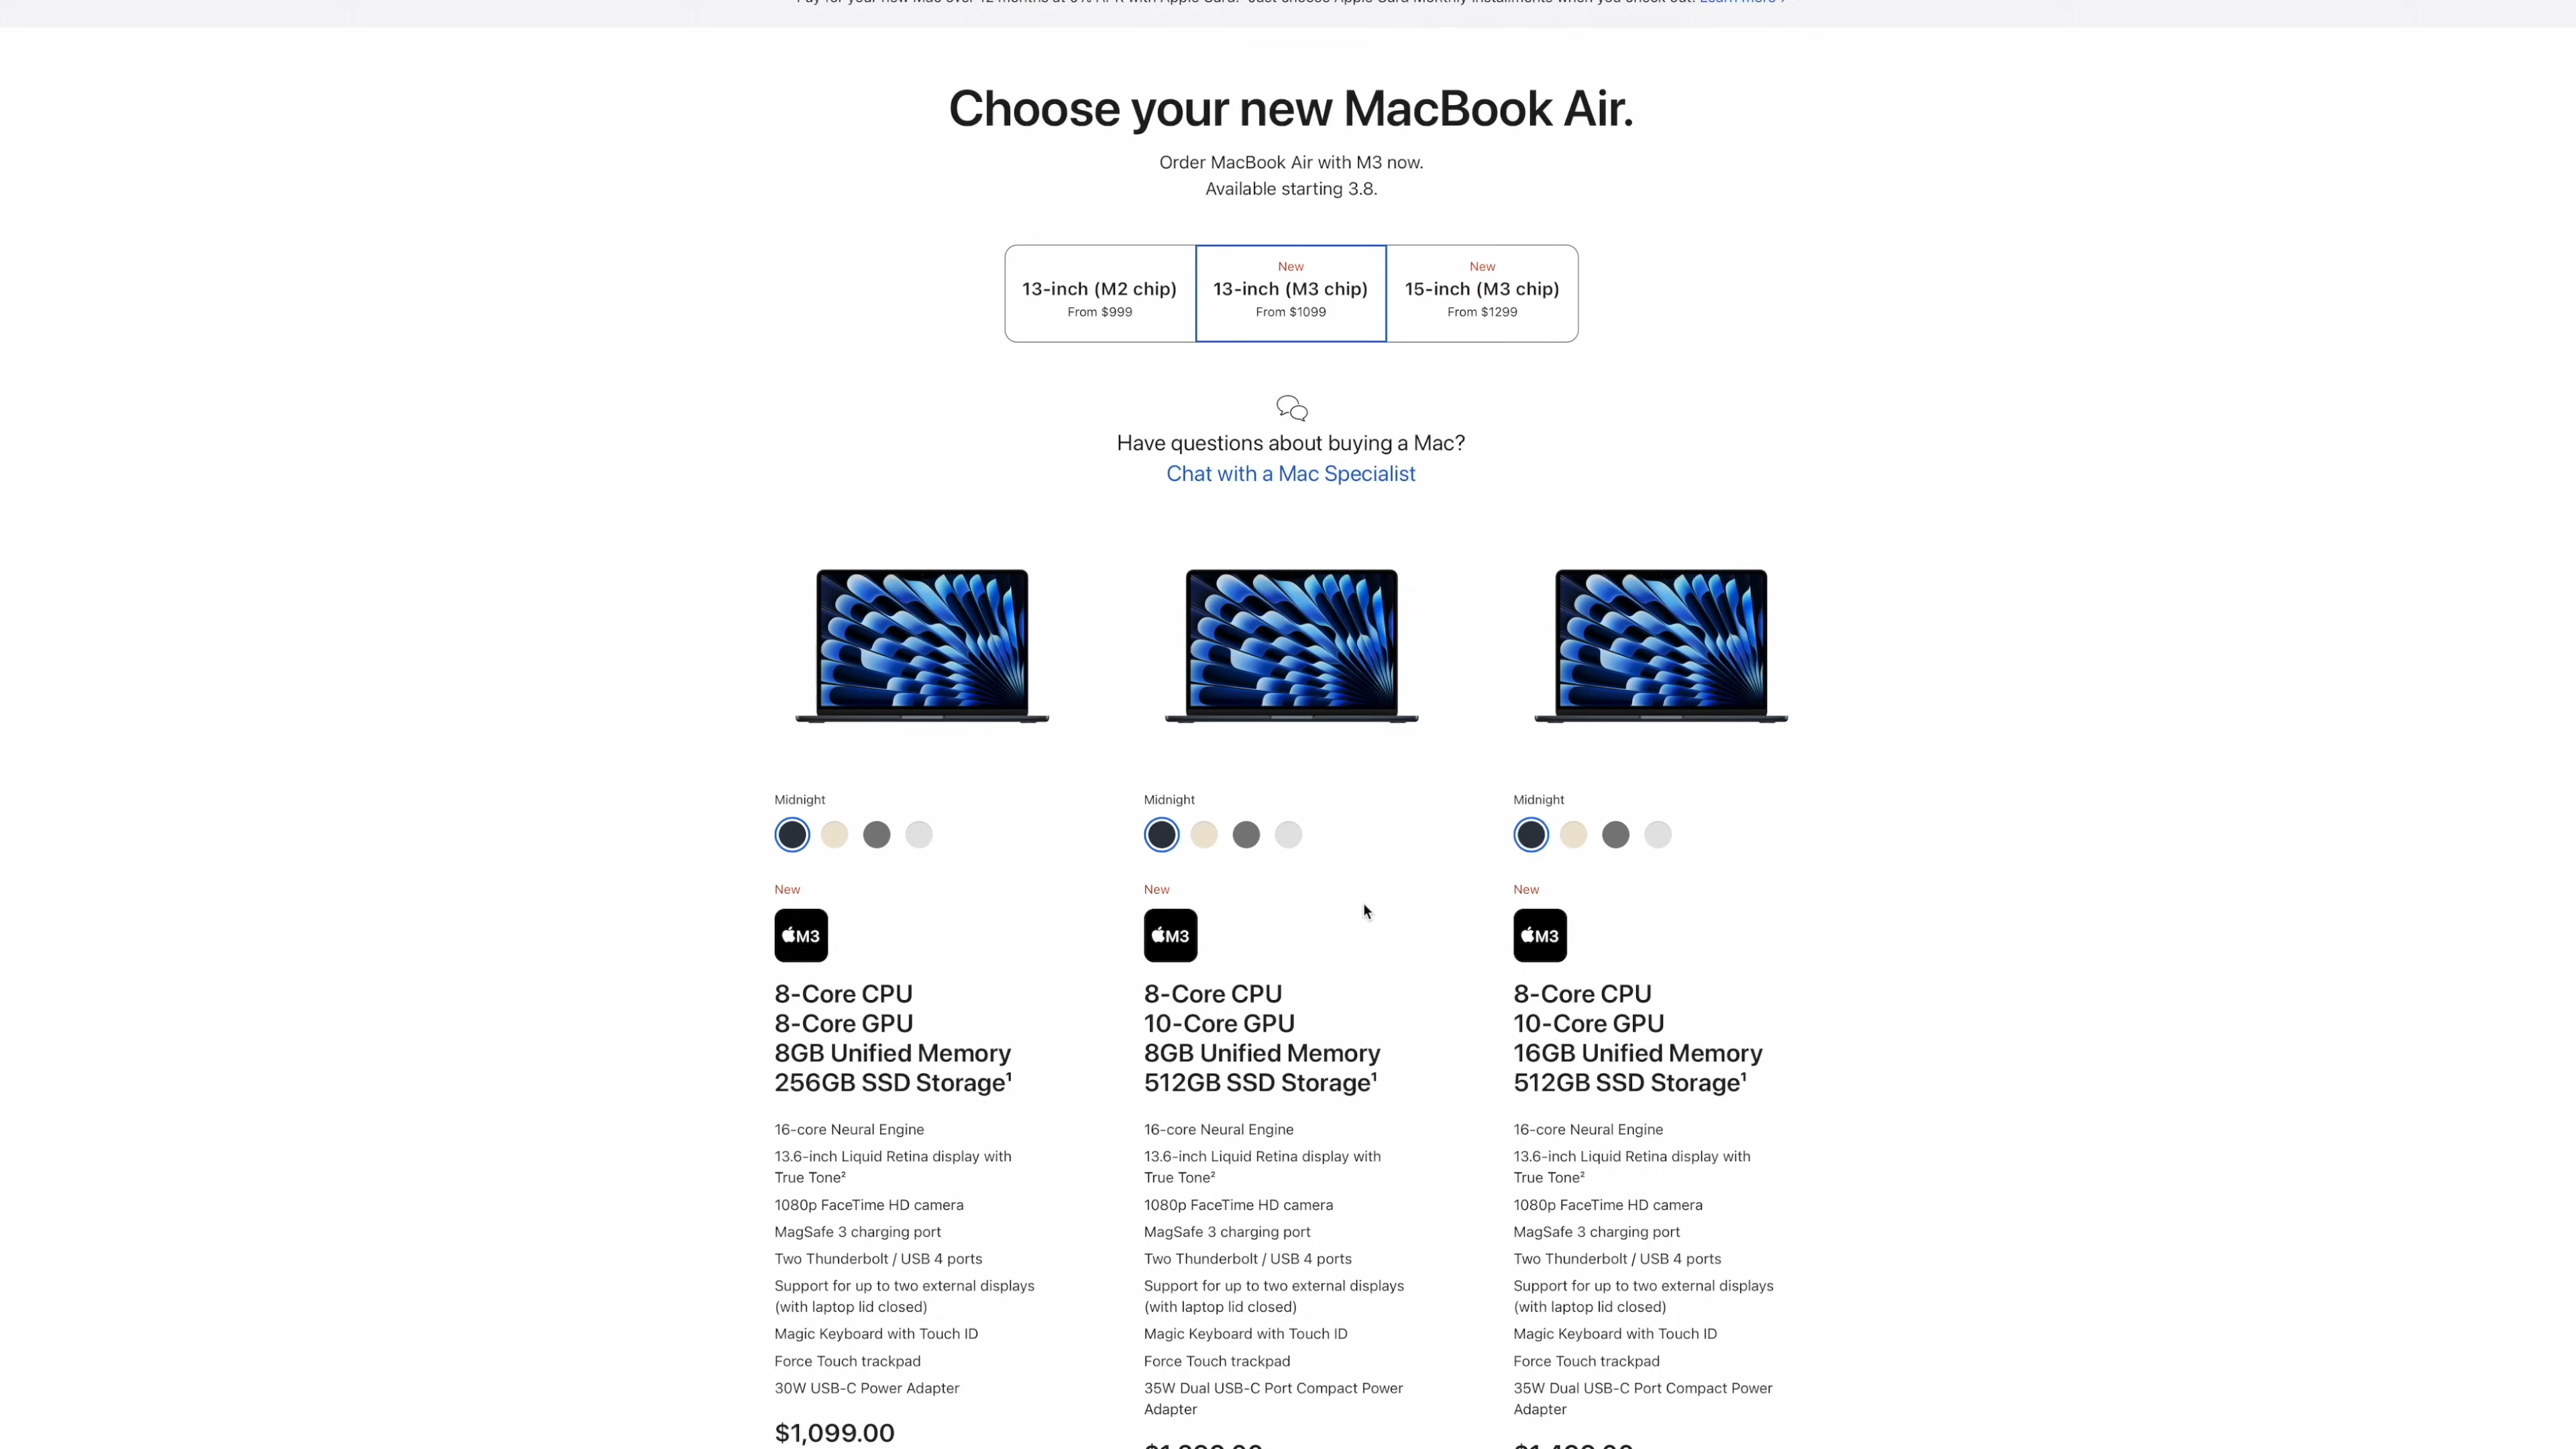 Choose your new MacBook Air.
Order MacBook Air with M3 now.
Available starting 3.8.
13-inch (M2 chip)
From $999
New
13-inch (M3 chip)
From $1099
New
15-inch (M3 chip)
From $1299
Have questions about buying a Mac?
Chat with a Mac Specialist
Midnight
New
M3
8-Core CPU
8-Core GPU
8GB Unified Memory
256GB SSD Storage¹
16-core Neural Engine
13.6-inch Liquid Retina display with
True Tone²
1080p FaceTime HD camera
MagSafe 3 charging port
Two Thunderbolt / USB 4 ports
Support for up to two external displays
(with laptop lid closed)
Magic Keyboard with Touch ID
Force Touch trackpad
30W USB-C Power Adapter
$1,099.00
Midnight
New
M3
8-Core CPU
10-Core GPU
8GB Unified Memory
512GB SSD Storage¹
16-core Neural Engine
13.6-inch Liquid Retina display with
True Tone²
1080p FaceTime HD camera
MagSafe 3 charging port
Two Thunderbolt / USB 4 ports
Support for up to two external displays
(with laptop lid closed)
Magic Keyboard with Touch ID
Force Touch trackpad
35W Dual USB-C Port Compact Power
Adapter
Midnight
New
M3
8-Core CPU
10-Core GPU
16GB Unified Memory
512GB SSD Storage¹
16-core Neural Engine
13.6-inch Liquid Retina display with
True Tone²
1080p FaceTime HD camera
MagSafe 3 charging port
Two Thunderbolt / USB 4 ports
Support for up to two external displays
(with laptop lid closed)
Magic Keyboard with Touch ID
Force Touch trackpad
35W Dual USB-C Port Compact Power
Adapter